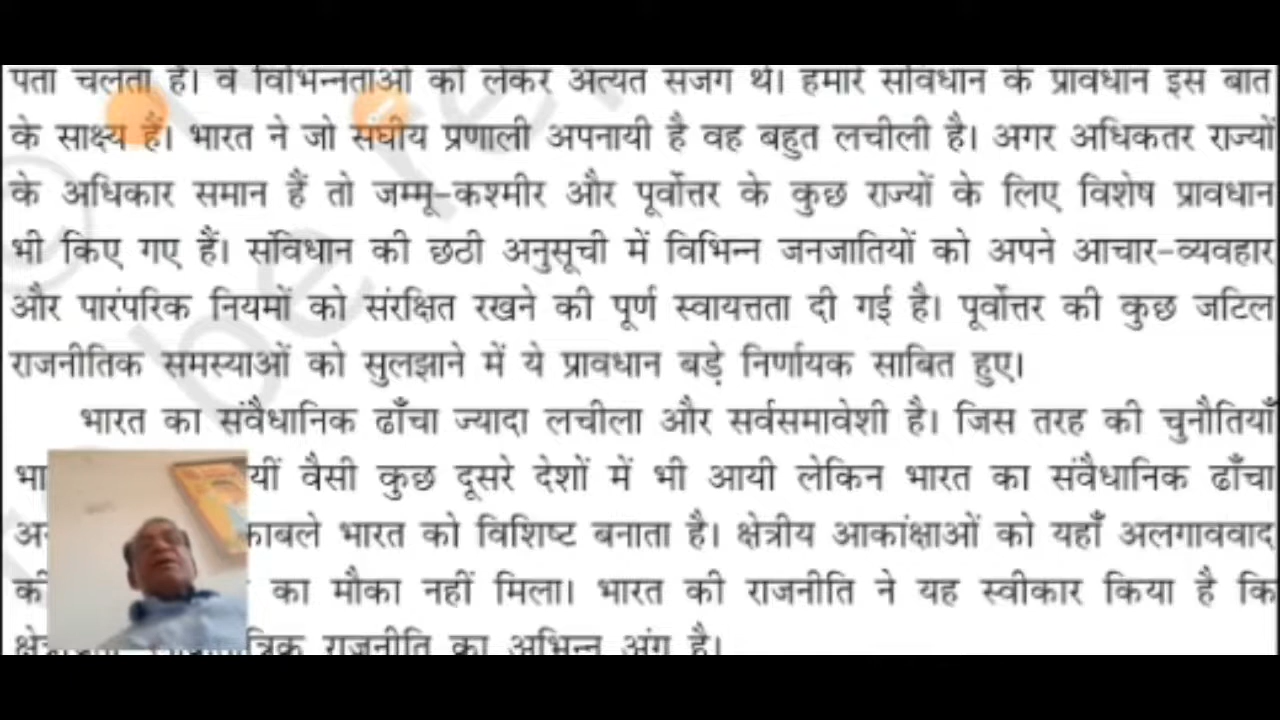 पता चलता है। वे विभिन्नताओं को लेकर अत्यंत सजग थे। हमारे संविधान के प्रावधान इस बात
के साक्ष्य हैं। भारत ने जो संघीय प्रणाली अपनायी है वह बहुत लचीली है। अगर अधिकतर राज्यों
के अधिकार समान हैं तो जम्मू-कश्मीर और पूर्वोत्तर के कुछ राज्यों के लिए विशेष प्रावधान
भी किए गए हैं। संविधान की छठी अनुसूची में विभिन्न जनजातियों को अपने आचार-व्यवहार
और पारंपरिक नियमों को संरक्षित रखने की पूर्ण स्वायत्तता दी गई है। पूर्वोत्तर की कुछ जटिल
राजनीतिक समस्याओं को सुलझाने में ये प्रावधान बड़े निर्णायक साबित हुए।
भारत का संवैधानिक ढाँचा ज्यादा लचीला और सर्वसमावेशी है। जिस तरह की चुनौतियाँ
भा यीं वैसी कुछ दूसरे देशों में भी आयी लेकिन भारत का संवैधानिक ढाँचा
काबले भारत को विशिष्ट बनाता है। क्षेत्रीय आकांक्षाओं को यहाँ अलगाववाद
की का मौका नहीं मिला। भारत की राजनीति ने यह स्वीकार किया है कि
राजनीति का अभिन्न अंग है।
be re